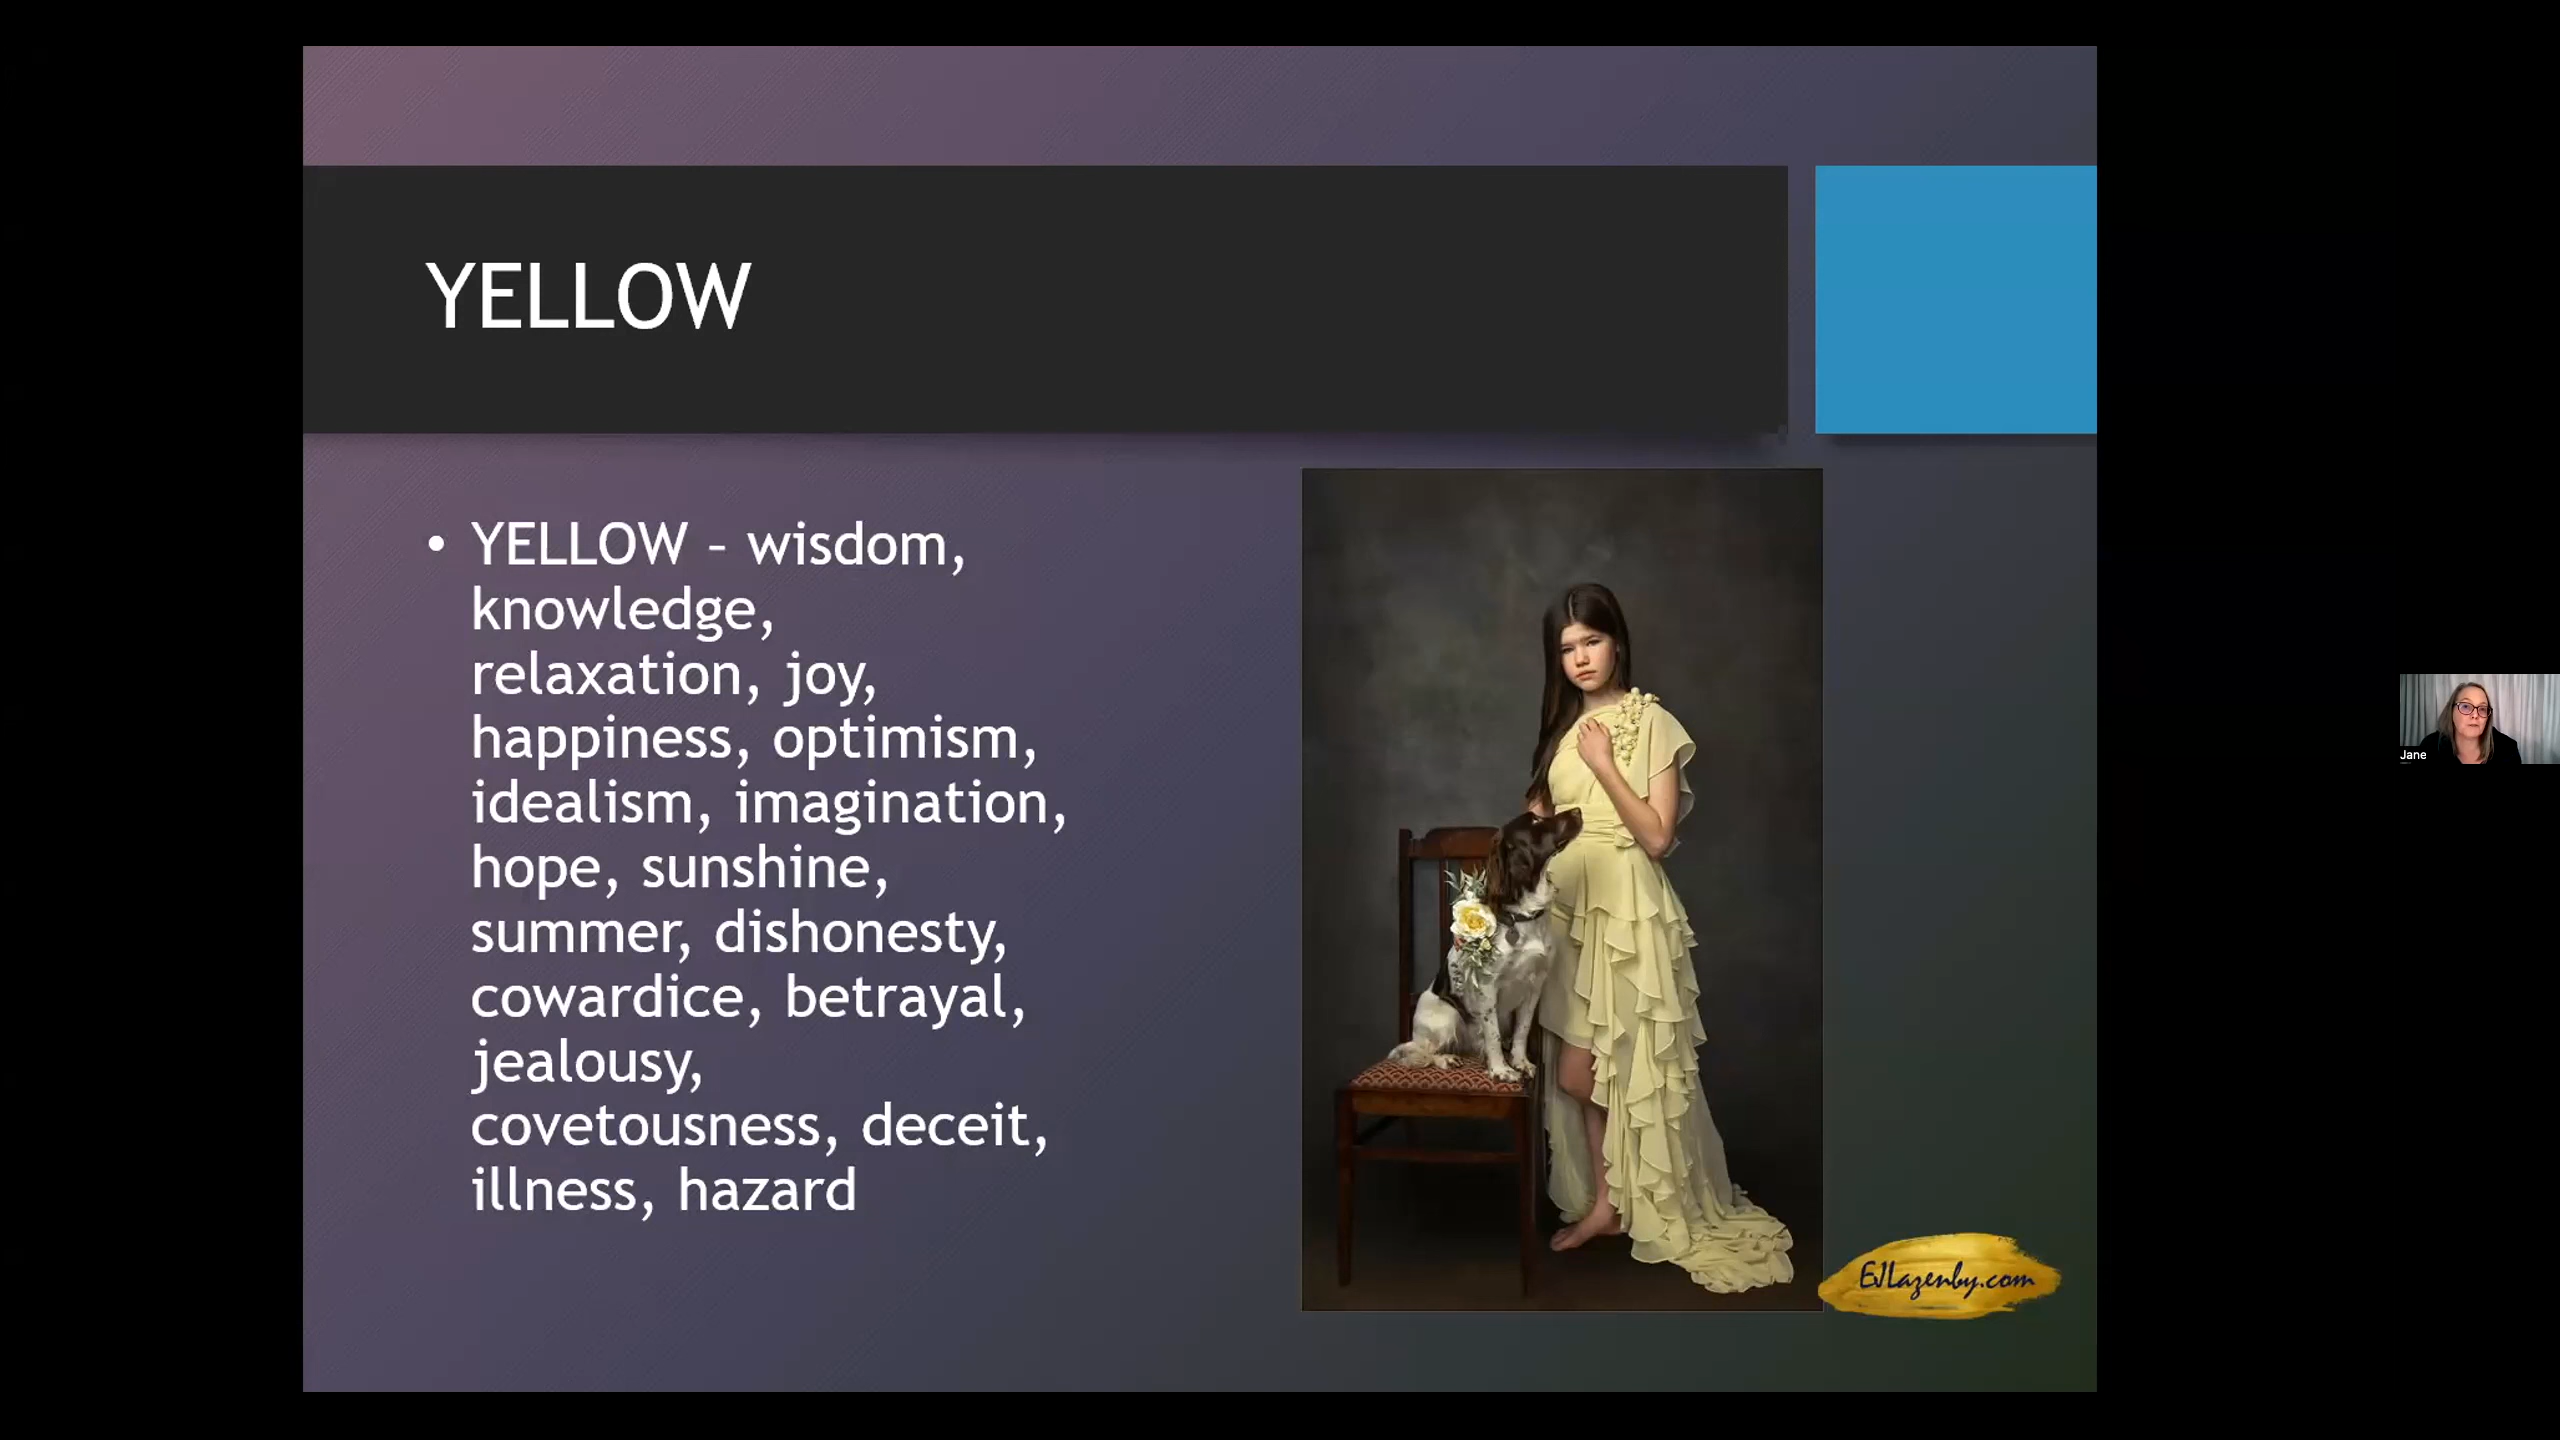 YELLOW
• YELLOW – wisdom,
knowledge,
relaxation, joy,
happiness, optimism,
idealism, imagination,
hope, sunshine,
summer, dishonesty,
cowardice, betrayal,
jealousy,
covetousness, deceit,
illness, hazard
EJLazenby.com
Jane